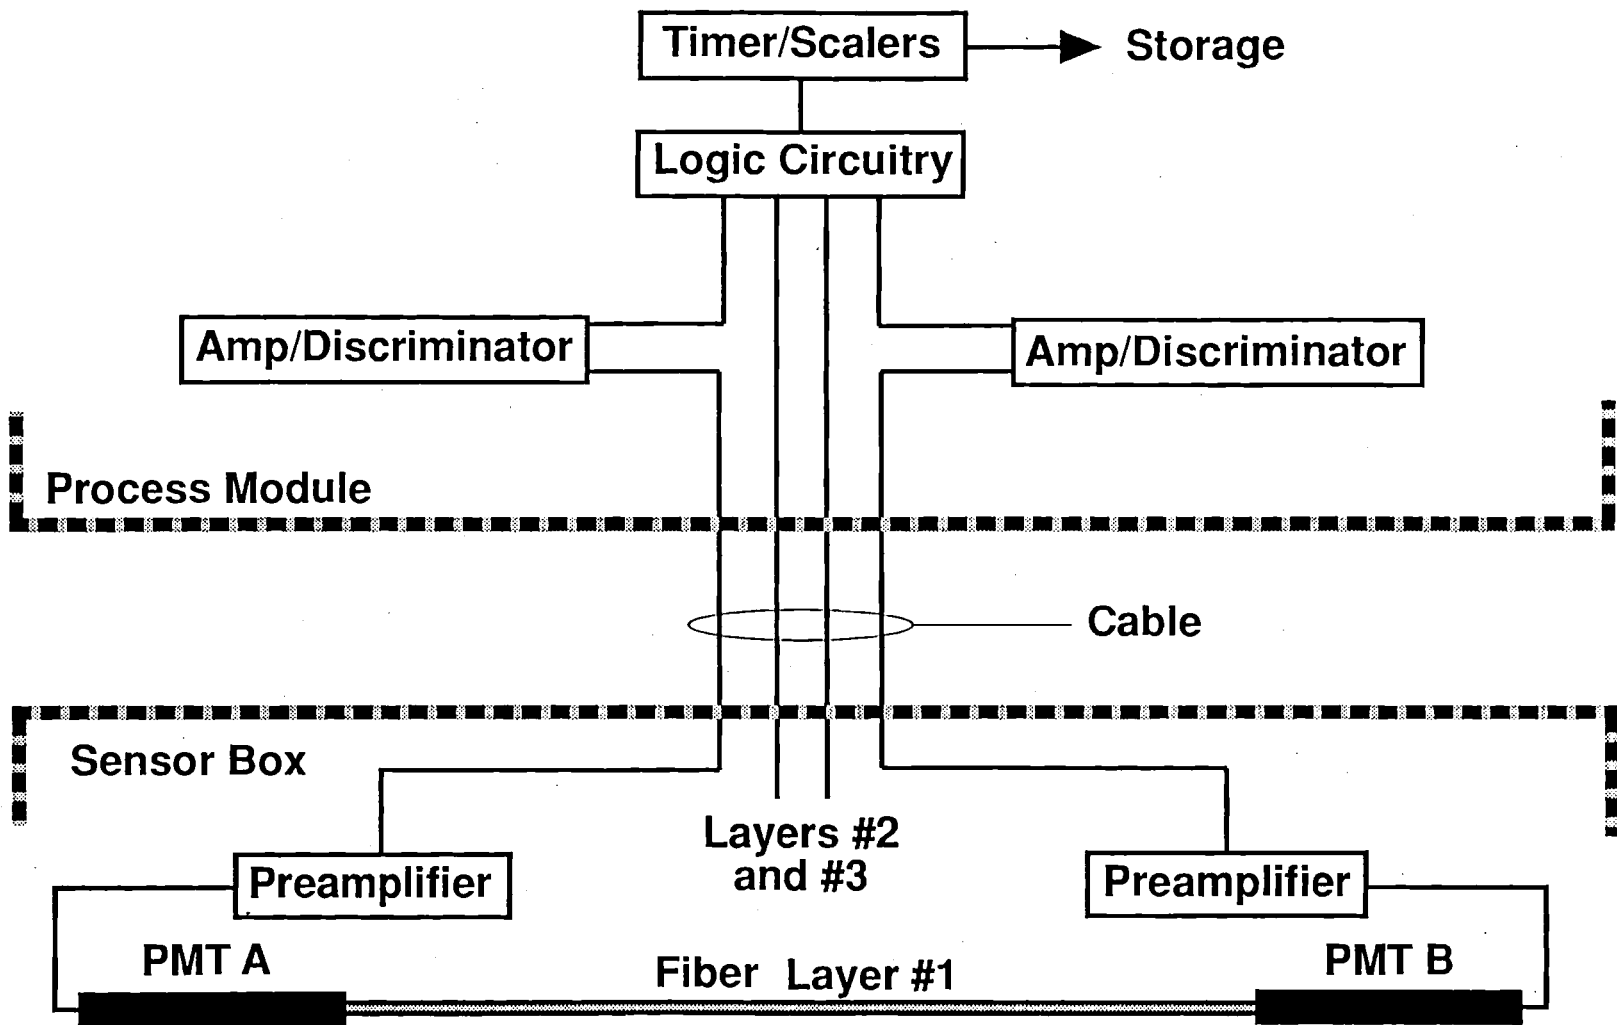 Timer/Scalers
Storage
Logic Circuitry
Amp/Discriminator
Amp/Discriminator
Process Module
Cable
Sensor Box
Layers #2
and #3
Preamplifier
Preamplifier
PMT A
Fiber Layer #1
PMT B